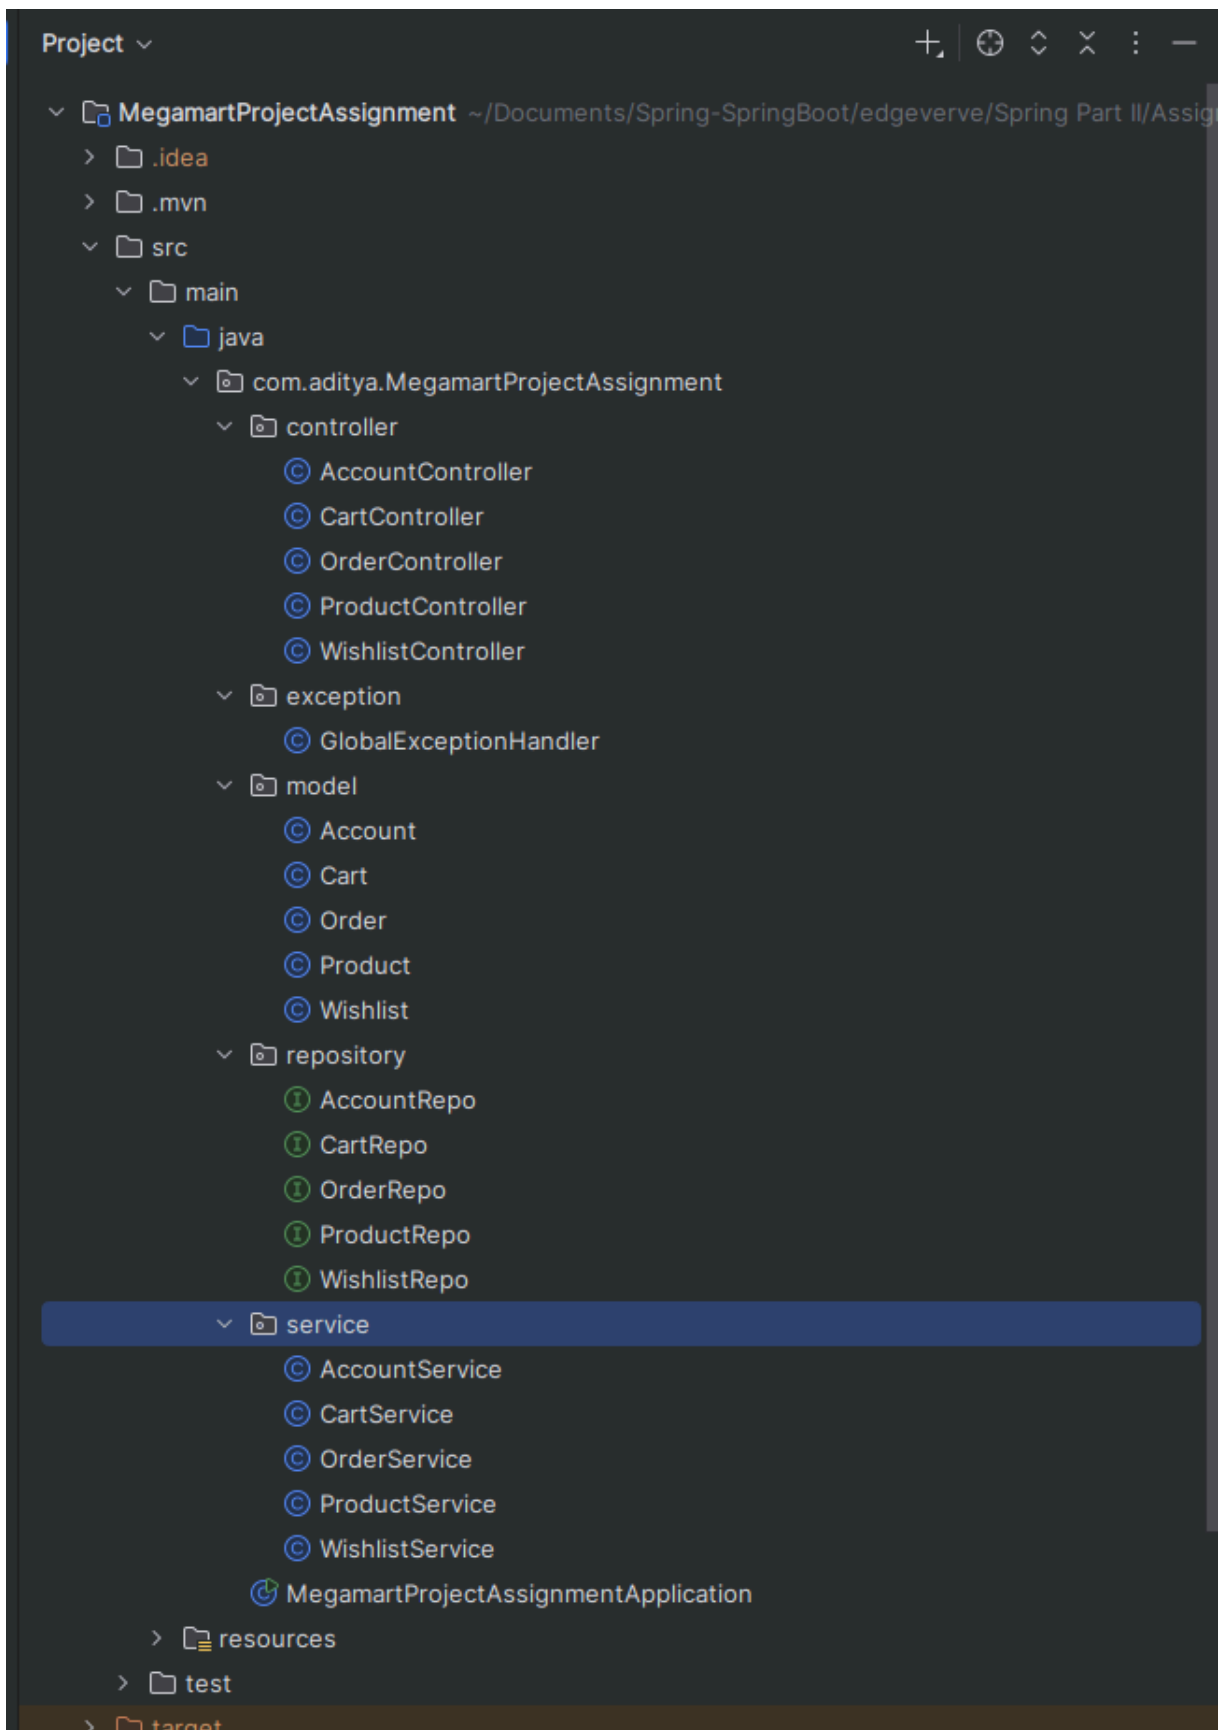 Project
MegamartProjectAssignment ~/Documents/Spring-SpringBoot/edgeverve/Spring Part II/Assig
.idea
.mvn
src
main
java
com.aditya.MegamartProjectAssignment
controller
AccountController
CartController
OrderController
ProductController
WishlistController
exception
GlobalExceptionHandler
model
Account
Cart
Order
Product
Wishlist
repository
AccountRepo
CartRepo
OrderRepo
ProductRepo
WishlistRepo
service
AccountService
CartService
OrderService
ProductService
WishlistService
MegamartProjectAssignmentApplication
resources
test
target